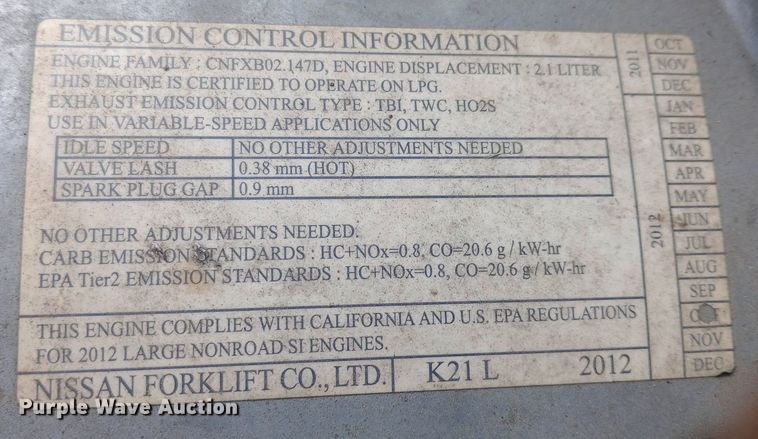 EMISSION CONTROL INFORMATION
ENGINE FAMILY : CNFXB02.147D, ENGINE DISPLACEMENT : 2.1 LITER
THIS ENGINE IS CERTIFIED TO OPERATE ON LPG.
EXHAUST EMISSION CONTROL TYPE : TBI, TWC, HO2S
USE IN VARIABLE-SPEED APPLICATIONS ONLY
IDLE SPEED NO OTHER ADJUSTMENTS NEEDED
VALVE LASH 0.38 mm (HOT)
SPARK PLUG GAP 0.9 mm
NO OTHER ADJUSTMENTS NEEDED.
CARB EMISSION STANDARDS : HC+NOx=0.8, CO=20.6 g / kW-hr
EPA Tier2 EMISSION STANDARDS : HC+NOx=0.8, CO=20.6 g / kW-hr
THIS ENGINE COMPLIES WITH CALIFORNIA AND U.S. EPA REGULATIONS
FOR 2012 LARGE NONROAD SI ENGINES.
NISSAN FORKLIFT CO., LTD. K21 L 2012
2011
OCT
NOV
DEC
2012
JAN
FEB
MAR
APR
MAY
JUN
JUL
AUG
SEP
NOV
DEC
Purple Wave Auction